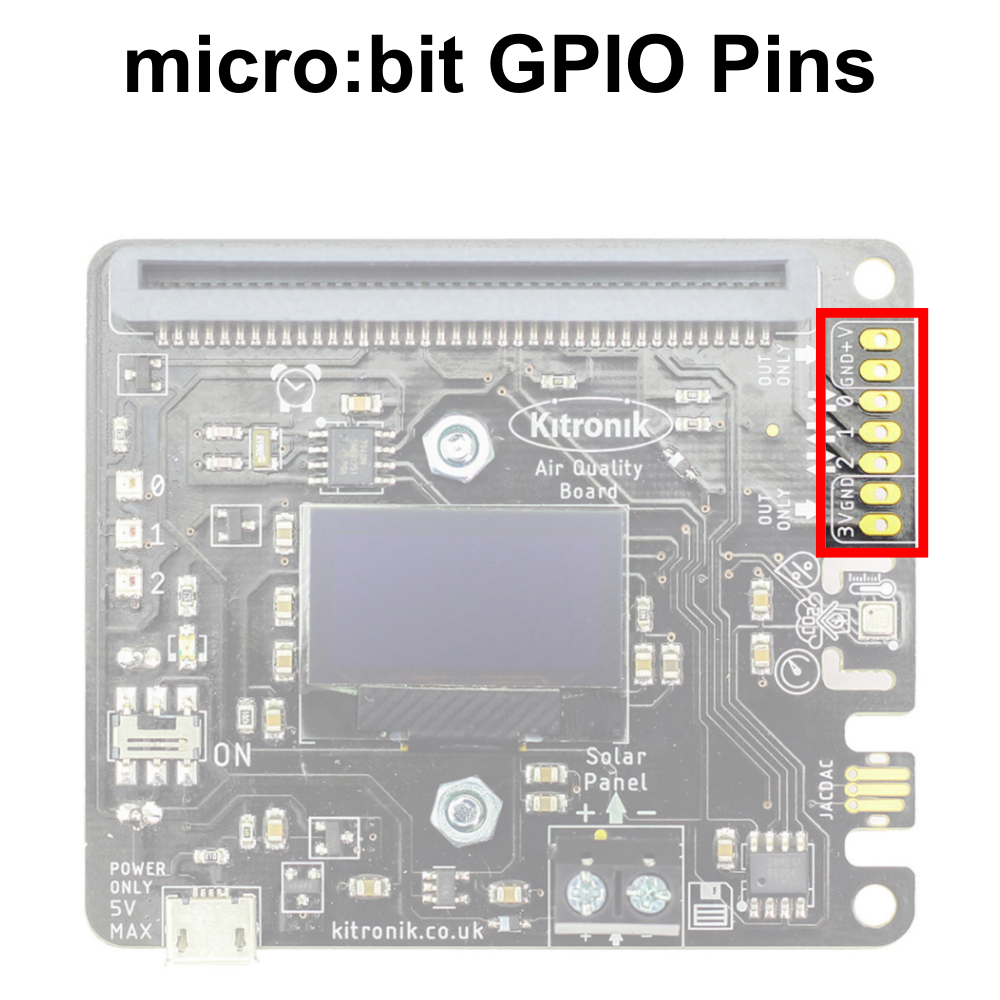 micro:bit GPIO Pins
OUT
ONLY
+V
GND
0
1
2
GND
3V
OUT
ONLY
Kitronik
Air Quality
Board
0
1
2
%
CO2
ON
Solar
Panel
+ −
JACDAC
POWER
ONLY
5V
MAX
kitronik.co.uk
+ −